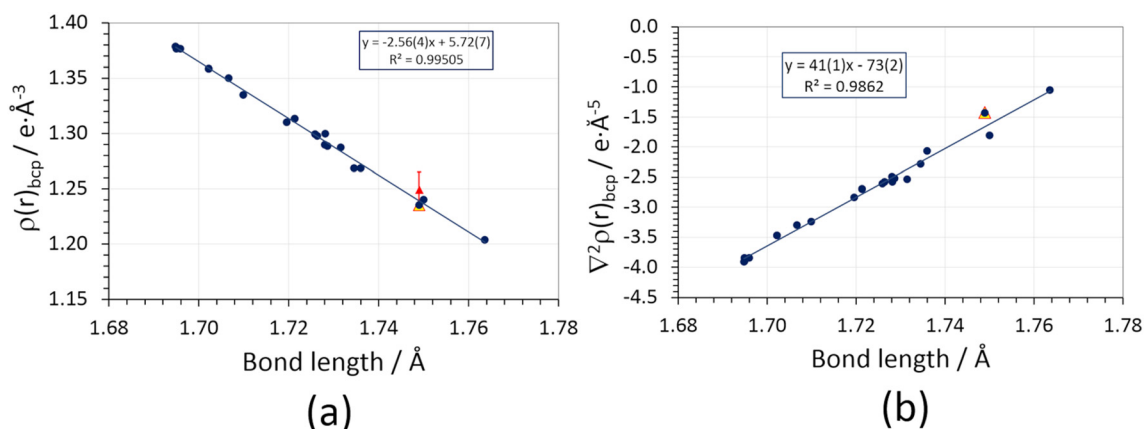 1.40
1.35
1.30
1.25
1.20
1.15
ρ(r)bcp / e·Å-3
y = -2.56(4)x + 5.72(7)
R² = 0.99505
1.68 1.70 1.72 1.74 1.76 1.78
Bond length / Å
(a)
0.0
-0.5
-1.0
-1.5
-2.0
-2.5
-3.0
-3.5
-4.0
-4.5
∇2ρ(r)bcp / e·Å-5
y = 41(1)x - 73(2)
R² = 0.9862
1.68 1.70 1.72 1.74 1.76 1.78
Bond length / Å
(b)